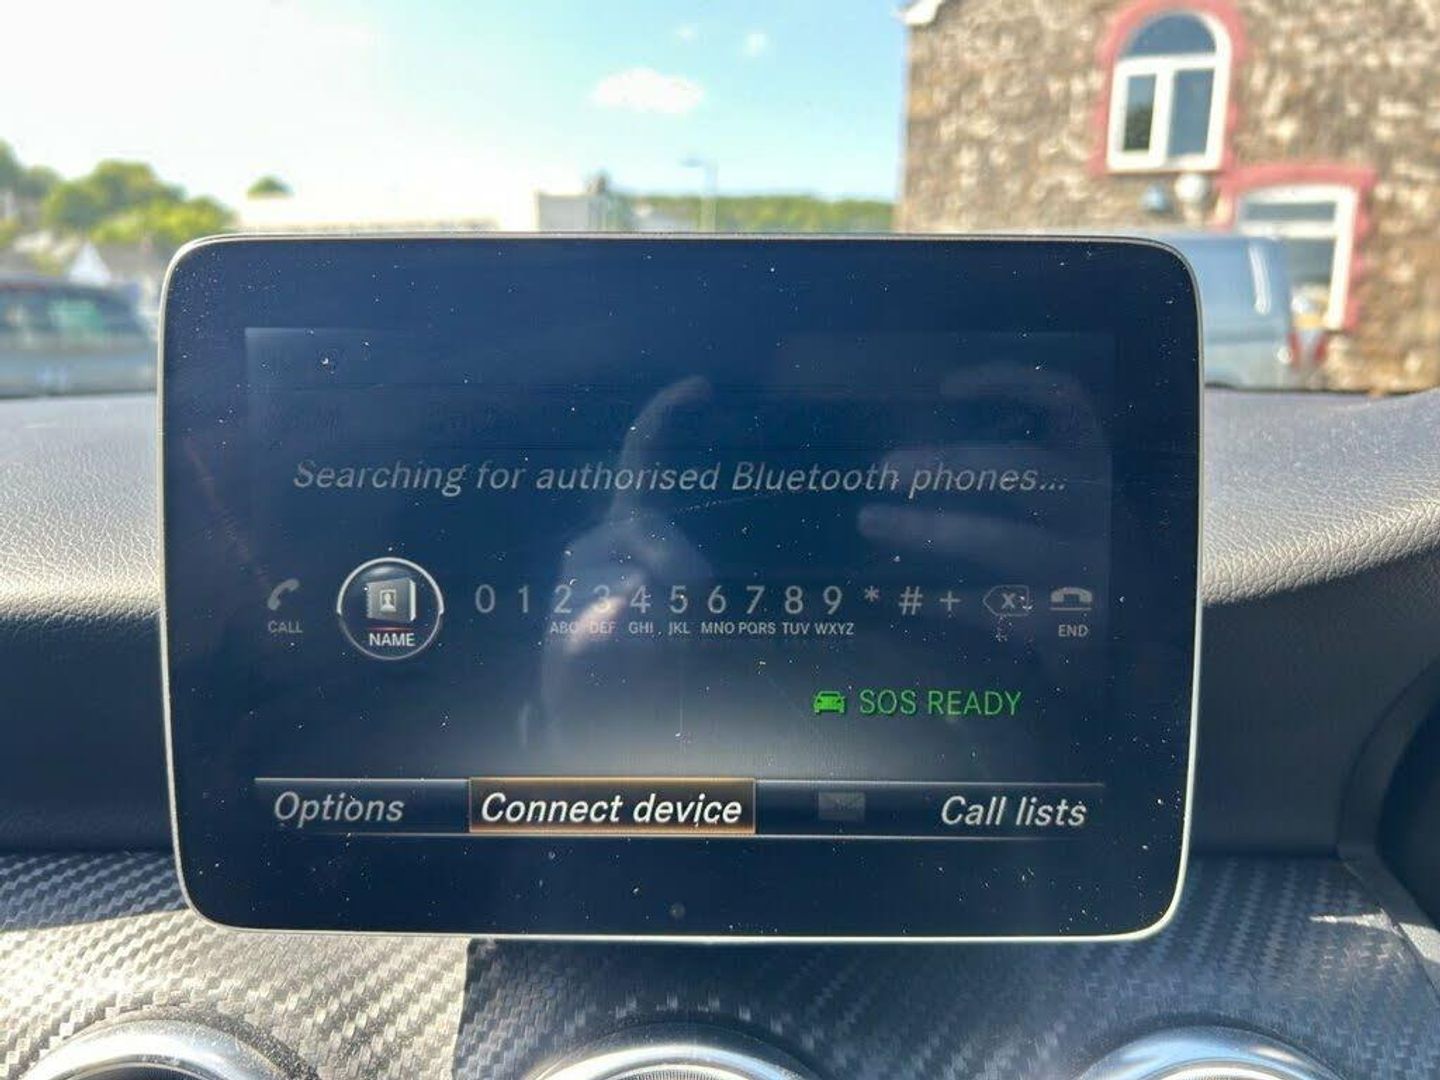 Searching for authorised Bluetooth phones...
0 1 2 3 4 5 6 7 8 9 * # +
CALL NAME ABC DEF GHI JKL MNO PQRS TUV WXYZ END
SOS READY
Options Connect device Call lists